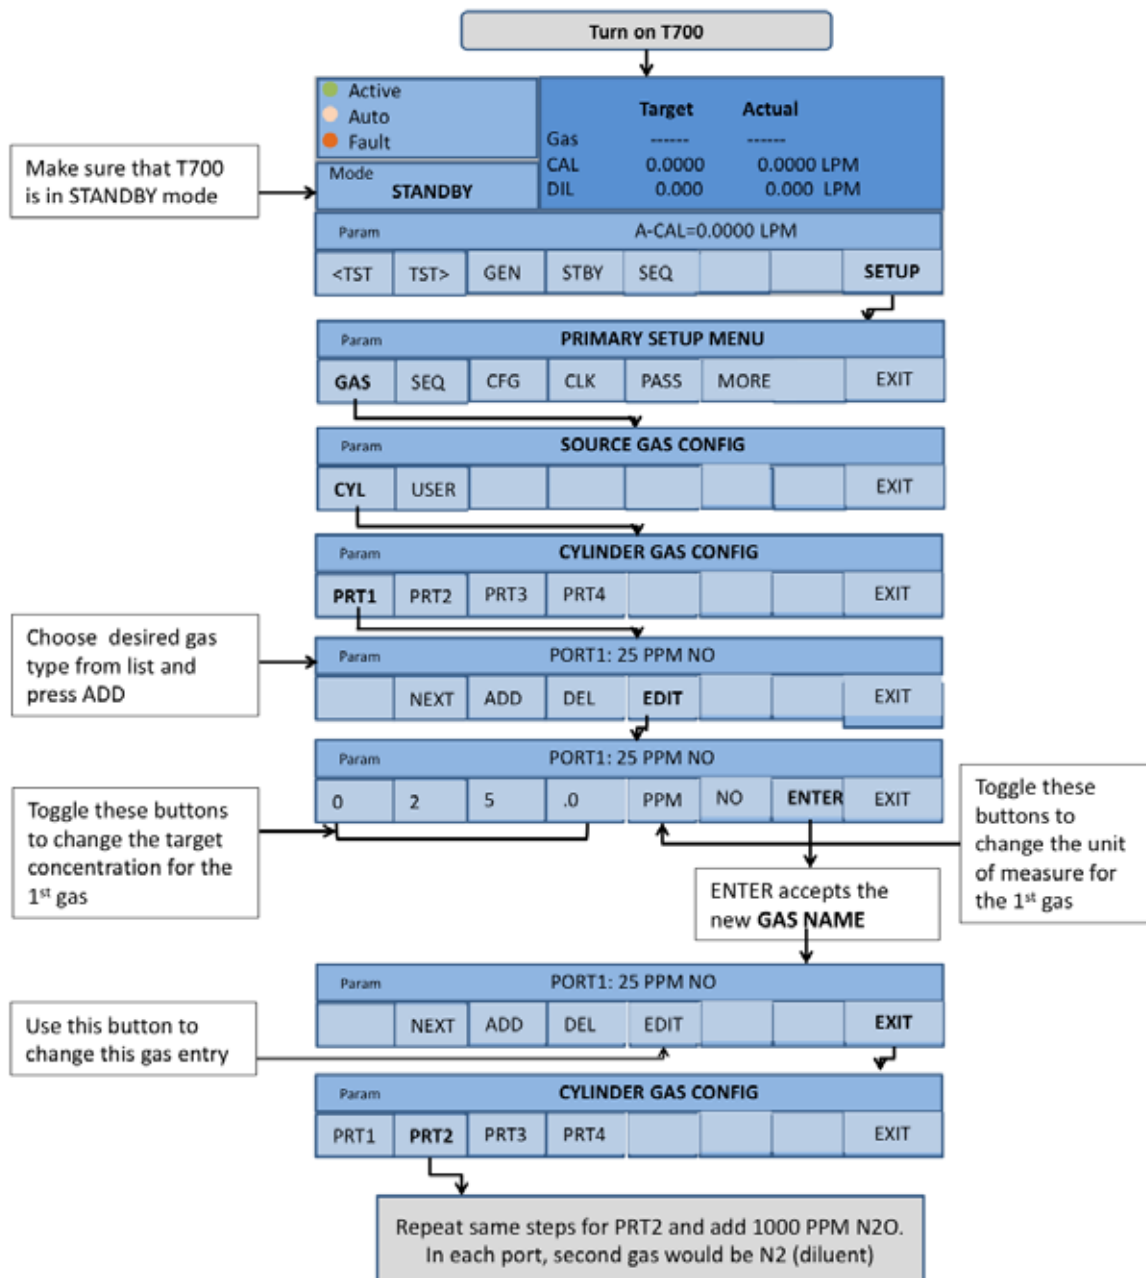 Turn on T700
Active
Auto
Fault
Target Actual
Gas ------ ------
CAL 0.0000 0.0000 LPM
DIL 0.000 0.000 LPM
Make sure that T700
is in STANDBY mode
Mode
STANDBY
Param A-CAL=0.0000 LPM
<TST TST> GEN STBY SEQ SETUP
Param PRIMARY SETUP MENU
GAS SEQ CFG CLK PASS MORE EXIT
Param SOURCE GAS CONFIG
CYL USER EXIT
Param CYLINDER GAS CONFIG
PRT1 PRT2 PRT3 PRT4 EXIT
Choose desired gas
type from list and
press ADD
Param PORT1: 25 PPM NO
NEXT ADD DEL EDIT EXIT
Param PORT1: 25 PPM NO
0 2 5 .0 PPM NO ENTER EXIT
Toggle these buttons
to change the target
concentration for the
1st gas
Toggle these
buttons to
change the unit
of measure for
the 1st gas
ENTER accepts the
new GAS NAME
Param PORT1: 25 PPM NO
NEXT ADD DEL EDIT EXIT
Use this button to
change this gas entry
Param CYLINDER GAS CONFIG
PRT1 PRT2 PRT3 PRT4 EXIT
Repeat same steps for PRT2 and add 1000 PPM N2O.
In each port, second gas would be N2 (diluent)